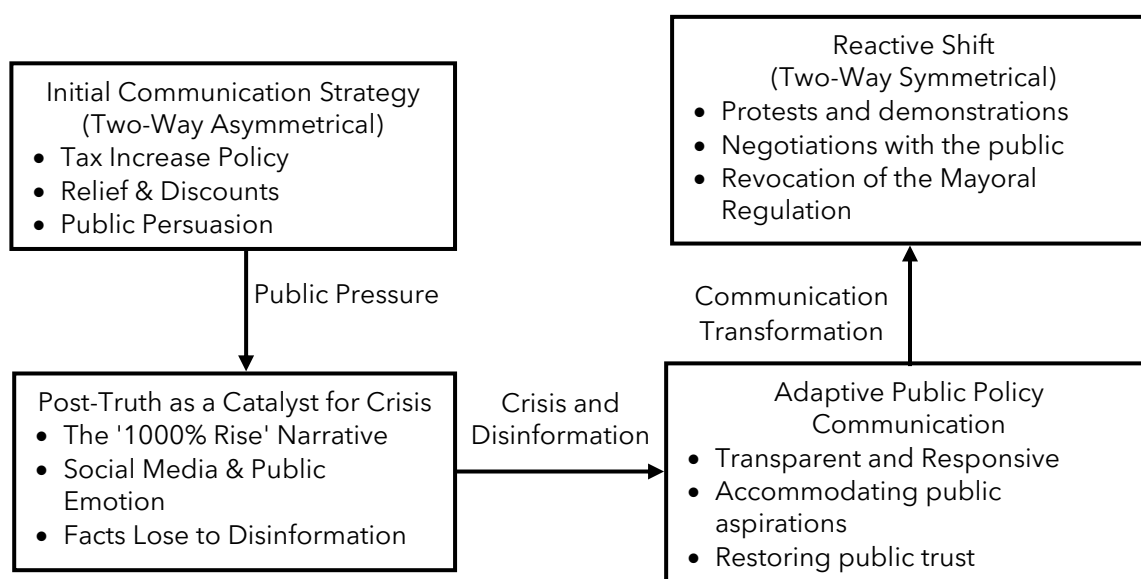 Initial Communication Strategy
(Two-Way Asymmetrical)
• Tax Increase Policy
• Relief & Discounts
• Public Persuasion
Public Pressure
Post-Truth as a Catalyst for Crisis
• The '1000% Rise' Narrative
• Social Media & Public
Emotion
• Facts Lose to Disinformation
Crisis and
Disinformation
Adaptive Public Policy
Communication
• Transparent and Responsive
• Accommodating public
aspirations
• Restoring public trust
Communication
Transformation
Reactive Shift
(Two-Way Symmetrical)
• Protests and demonstrations
• Negotiations with the public
• Revocation of the Mayoral
Regulation